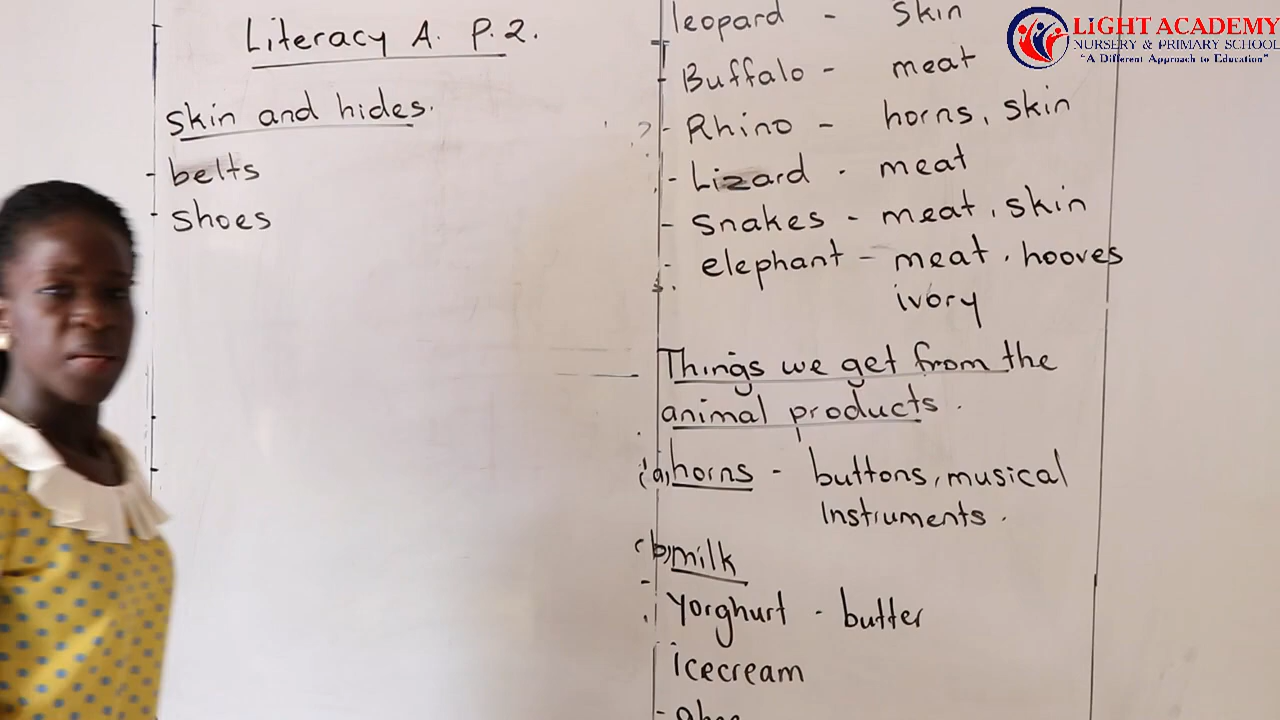 Literacy A. P.2.
Skin and hides.
- belts
- Shoes
leopard - Skin
- Buffalo - meat
- Rhino - horns, skin
- Lizard - meat
- Snakes - meat, skin
- elephant - meat, hooves
ivory
Things we get from the
animal products.
(a) horns - buttons, musical
Instruments.
(b) milk
- Yorghurt - butter
icecream
LIGHT ACADEMY
NURSERY & PRIMARY SCHOOL
"A Different Approach to Education"